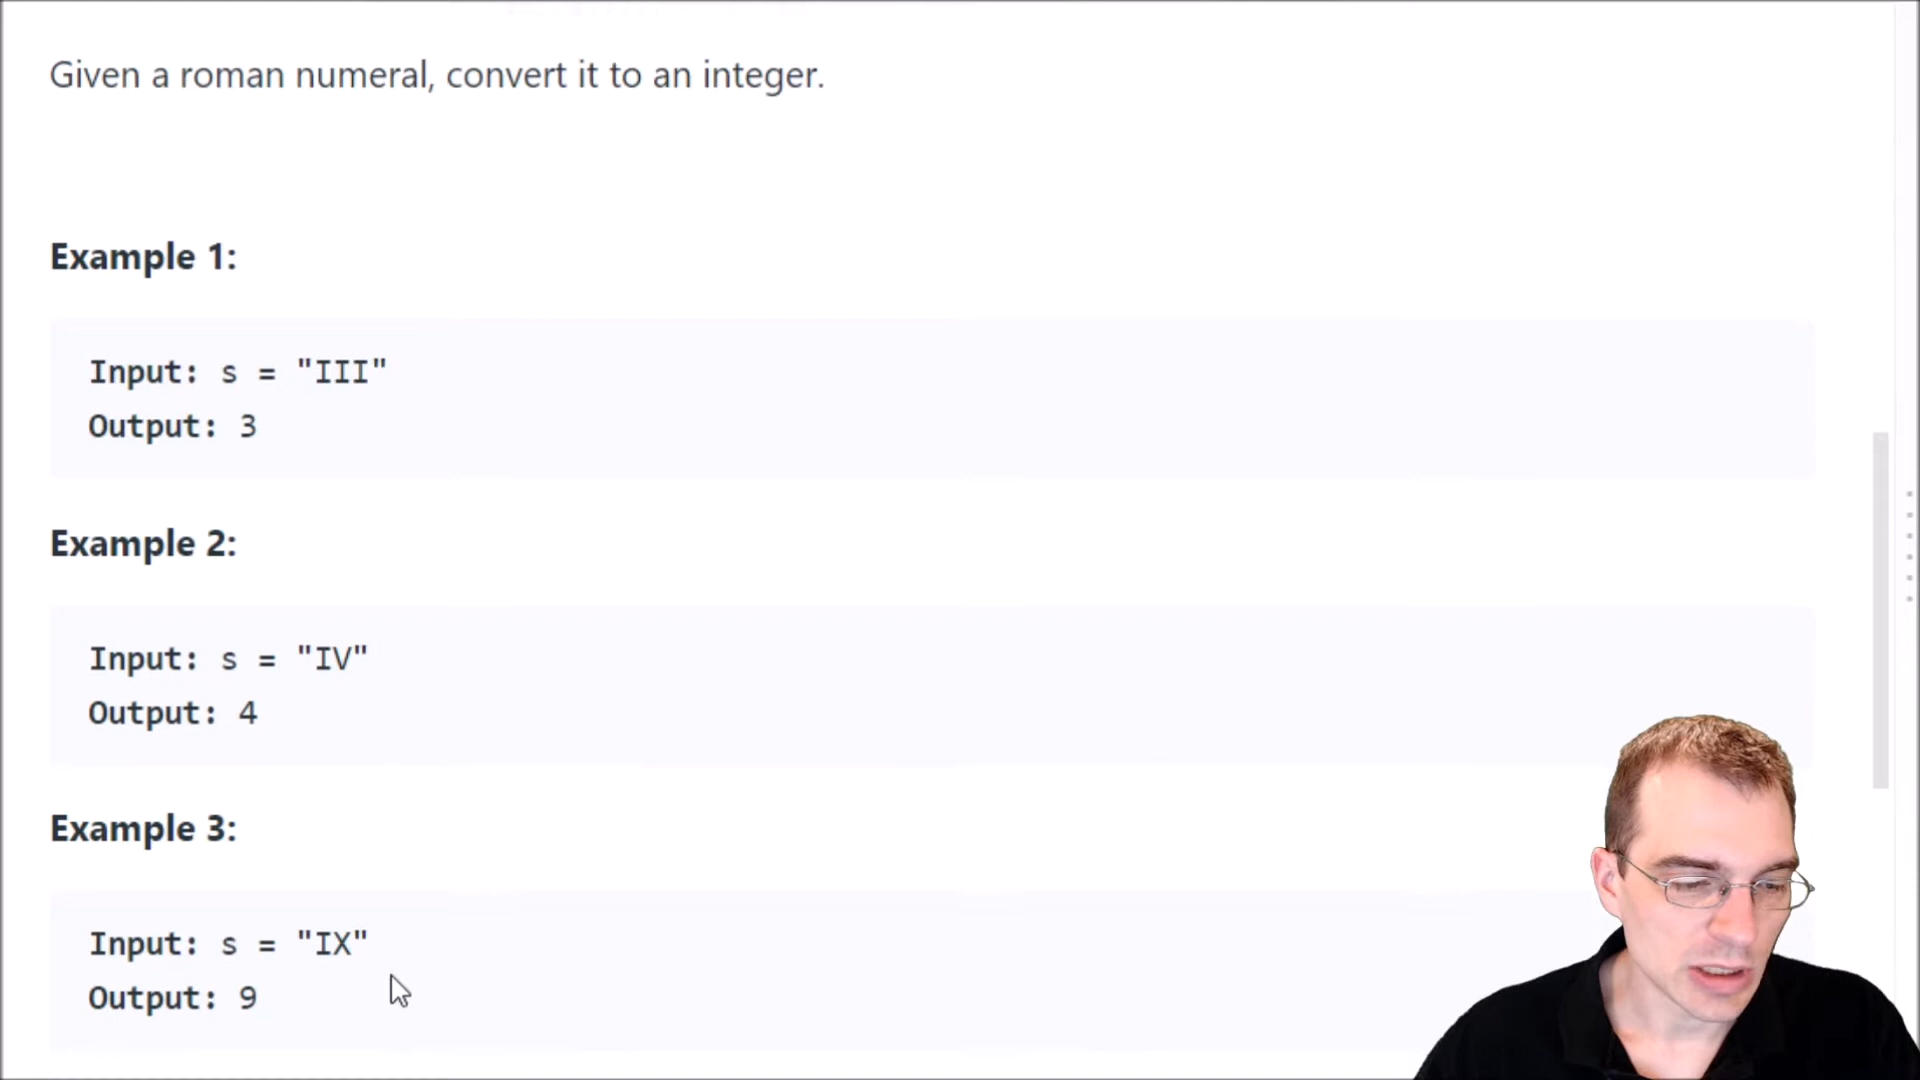 Given a roman numeral, convert it to an integer.
Example 1:
Input: s = "III"
Output: 3
Example 2:
Input: s = "IV"
Output: 4
Example 3:
Input: s = "IX"
Output: 9